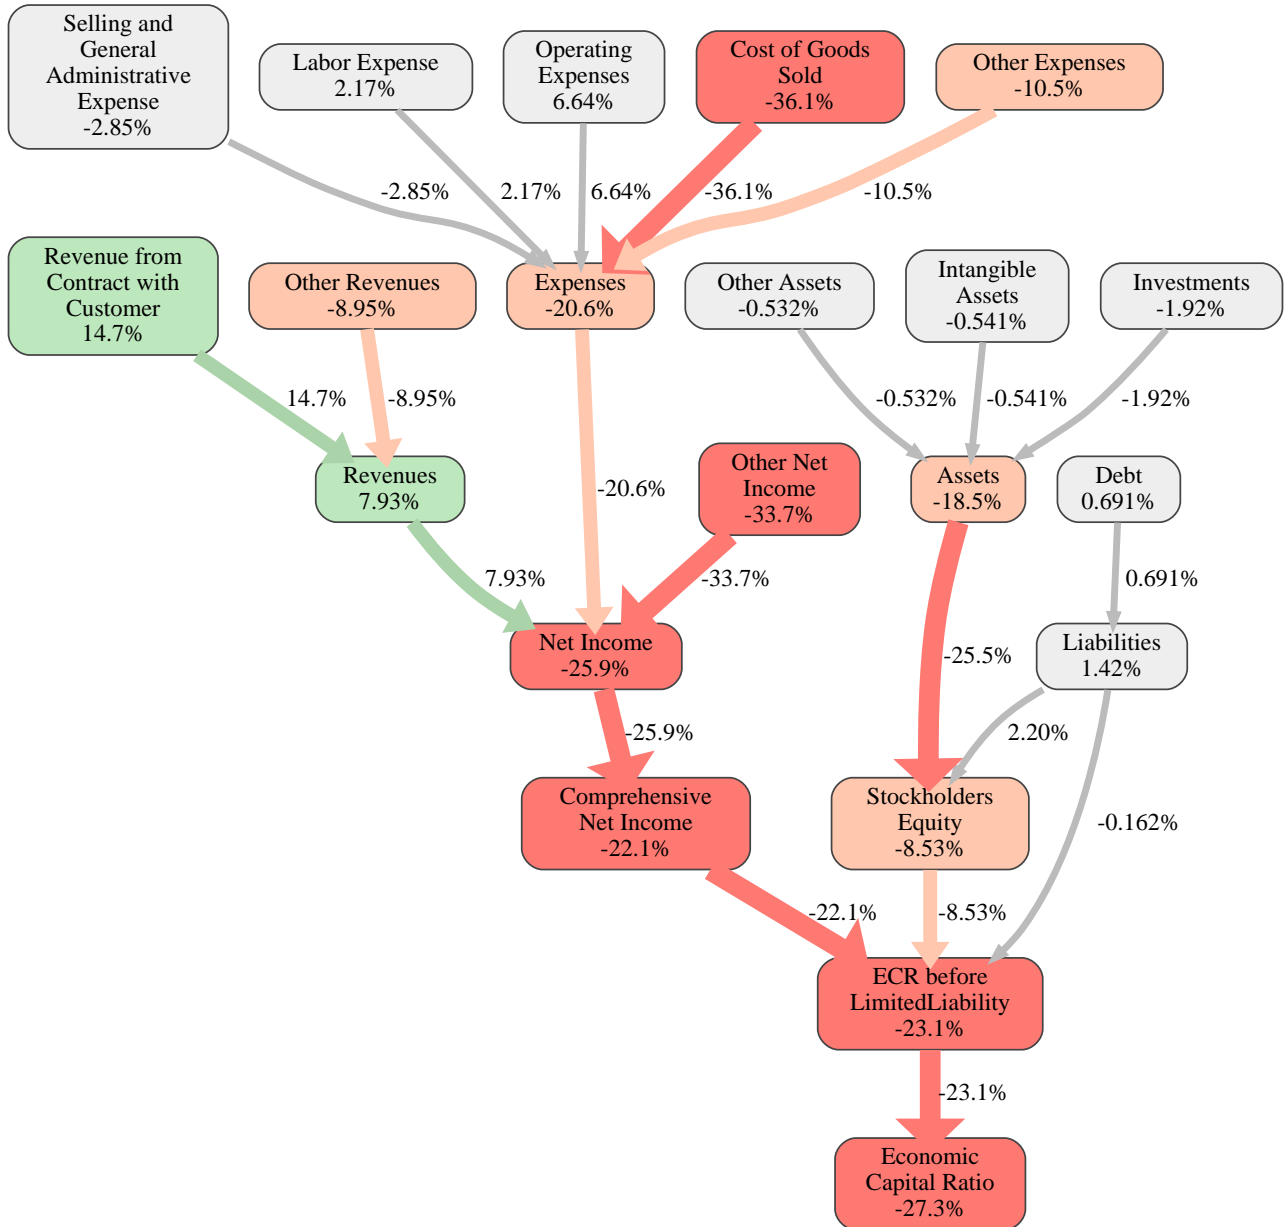 Selling and
General
Administrative
Expense
-2.85%
Labor Expense
2.17%
Operating
Expenses
6.64%
Cost of Goods
Sold
-36.1%
Other Expenses
-10.5%
-2.85%
2.17%
6.64%
-36.1%
-10.5%
Revenue from
Contract with
Customer
14.7%
Other Revenues
-8.95%
Expenses
-20.6%
Other Assets
-0.532%
Intangible
Assets
-0.541%
Investments
-1.92%
14.7%
-8.95%
-0.532%
-0.541%
-1.92%
Revenues
7.93%
-20.6%
Other Net
Income
-33.7%
Assets
-18.5%
Debt
0.691%
7.93%
-33.7%
0.691%
Net Income
-25.9%
-25.5%
Liabilities
1.42%
-25.9%
2.20%
Comprehensive
Net Income
-22.1%
Stockholders
Equity
-8.53%
-0.162%
-22.1%
-8.53%
ECR before
LimitedLiability
-23.1%
-23.1%
Economic
Capital Ratio
-27.3%